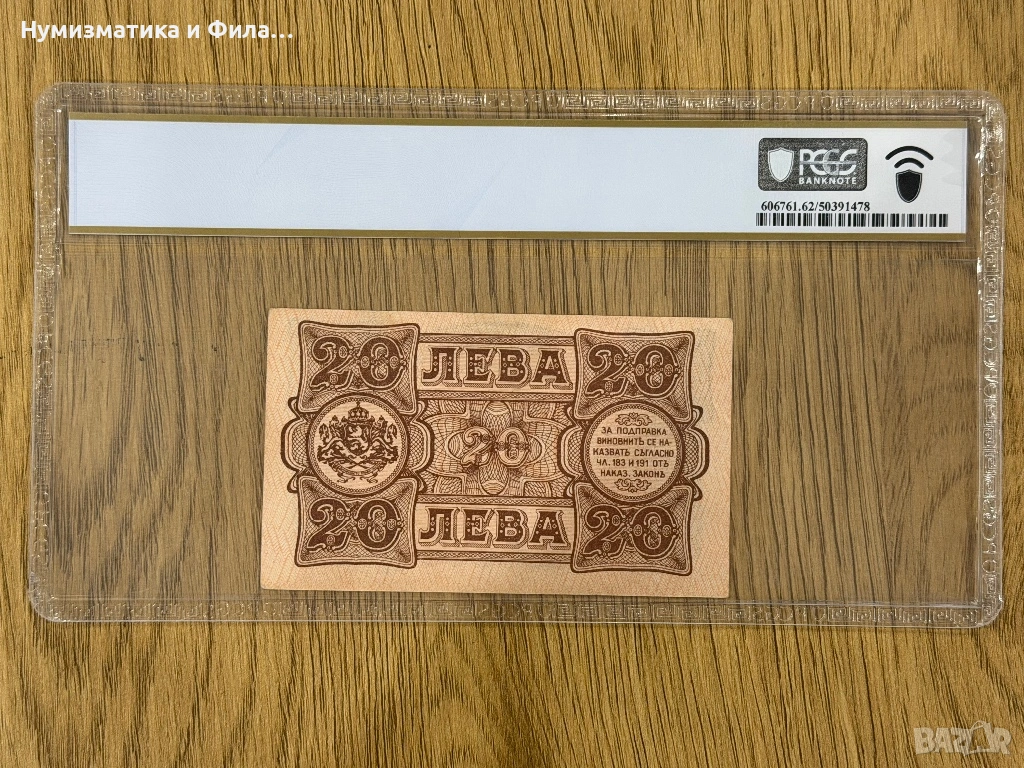 Нумизматика и Фила...
PCGS
BANKNOTE
606761.62/50391478
20 ЛЕВА 20
20
ЗА ПОДПРАВКА
ВИНОВНИТѢ СЕ НА-
КАЗВАТЪ СЪГЛАСНО
ЧЛ. 183 И 191 ОТЪ
НАКАЗ. ЗАКОНЪ
20 ЛЕВА 20
BAZAR